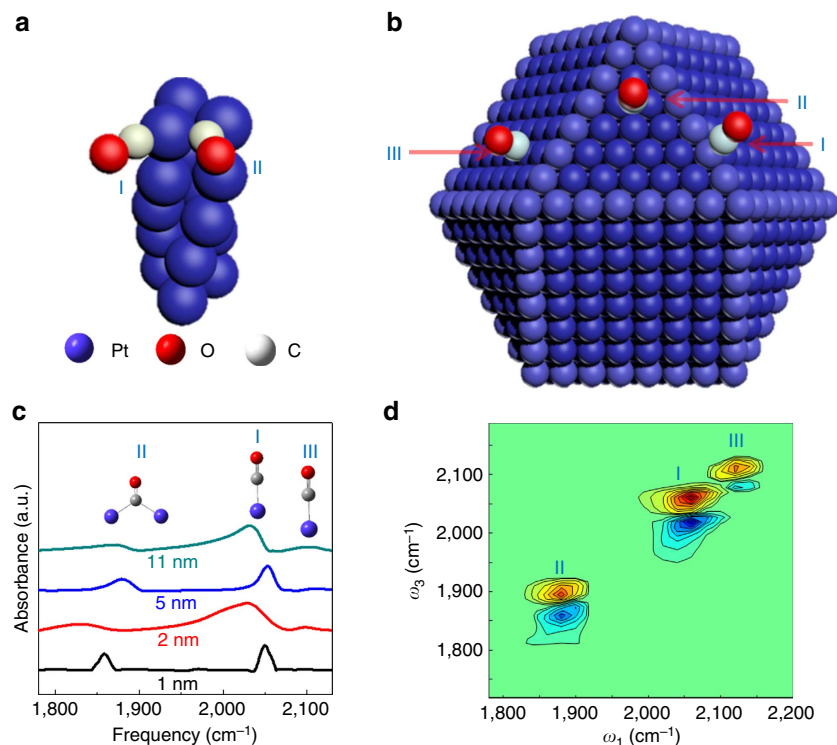 a
I
II
Pt
O
C
b
II
I
III
c
II
I
III
11 nm
5 nm
2 nm
1 nm
Absorbance (a.u.)
1,800
1,900
2,000
2,100
Frequency (cm⁻¹)
d
III
I
II
2,100
2,000
1,900
1,800
ω₃ (cm⁻¹)
1,800
1,900
2,000
2,100
2,200
ω₁ (cm⁻¹)